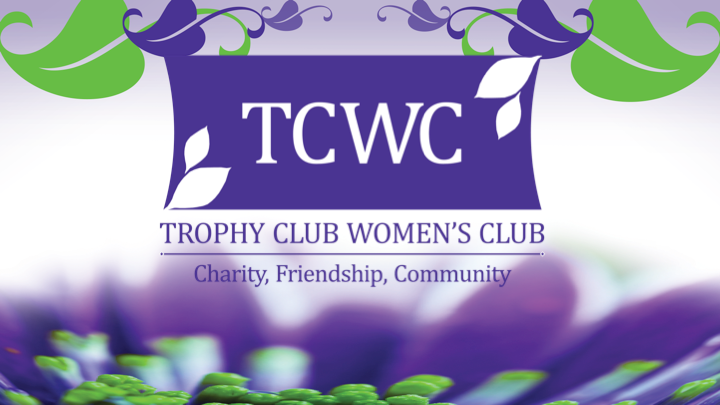 TCWC
TROPHY CLUB WOMEN'S CLUB
Charity, Friendship, Community